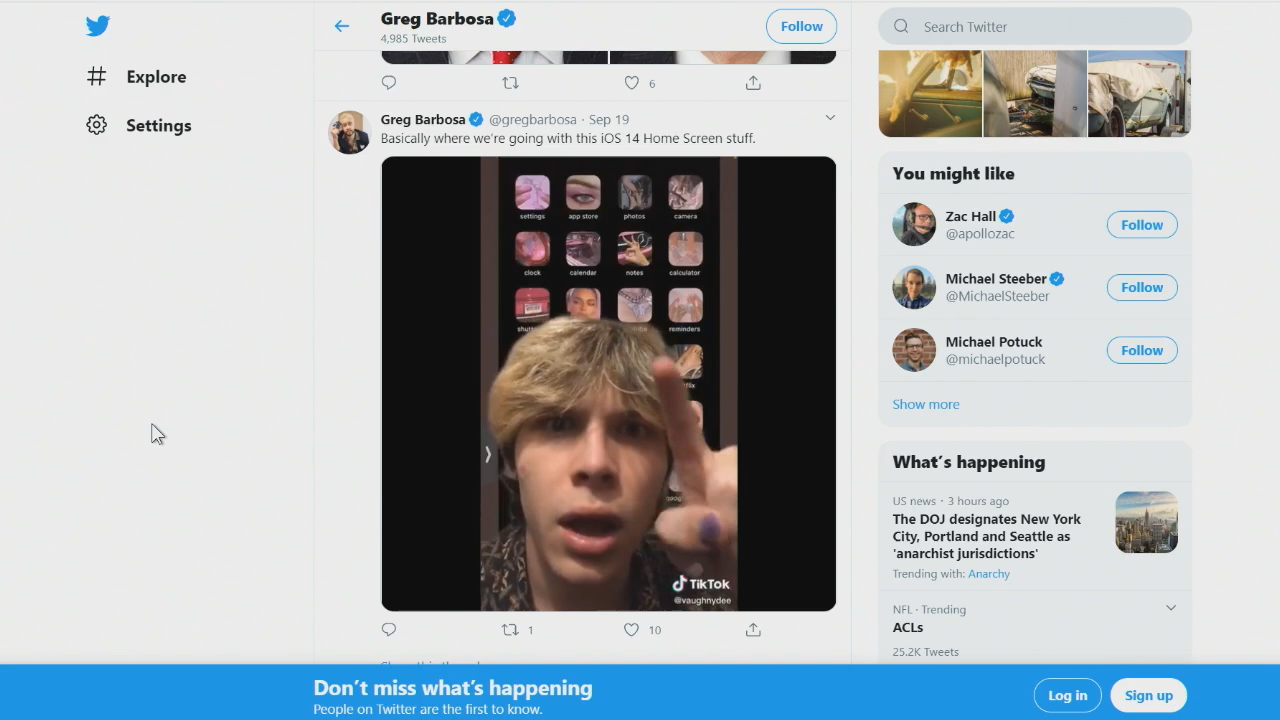 Explore
Settings
Greg Barbosa
4,985 Tweets
Follow
6
Greg Barbosa @gregbarbosa · Sep 19
Basically where we're going with this iOS 14 Home Screen stuff.
settings app store photos camera
clock calendar notes calculator
reminders
TikTok
@vaughnydee
1 10
Search Twitter
You might like
Zac Hall
@apollozac
Follow
Michael Steeber
@MichaelSteeber
Follow
Michael Potuck
@michaelpotuck
Follow
Show more
What's happening
US news · 3 hours ago
The DOJ designates New York
City, Portland and Seattle as
'anarchist jurisdictions'
Trending with: Anarchy
NFL · Trending
ACLs
25.2K Tweets
Don't miss what's happening
People on Twitter are the first to know.
Log in
Sign up